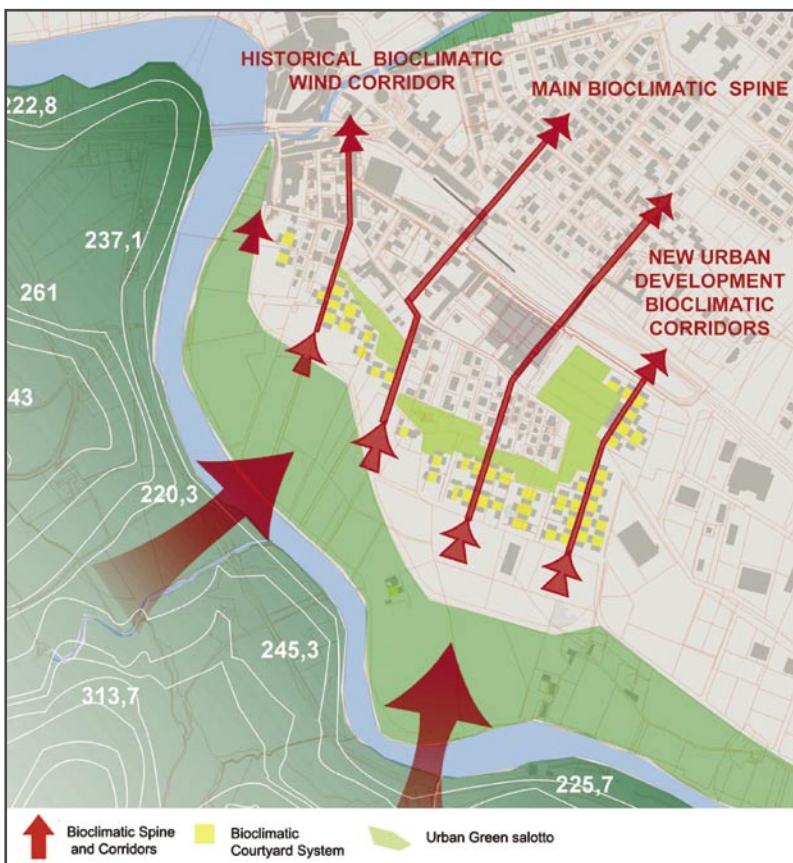 HISTORICAL BIOCLIMATIC
WIND CORRIDOR
MAIN BIOCLIMATIC SPINE
222,8
237,1
NEW URBAN
DEVELOPMENT
BIOCLIMATIC
CORRIDORS
261
43
220,3
245,3
313,7
225,7
Bioclimatic Spine
and Corridors
Bioclimatic
Courtyard System
Urban Green salotto